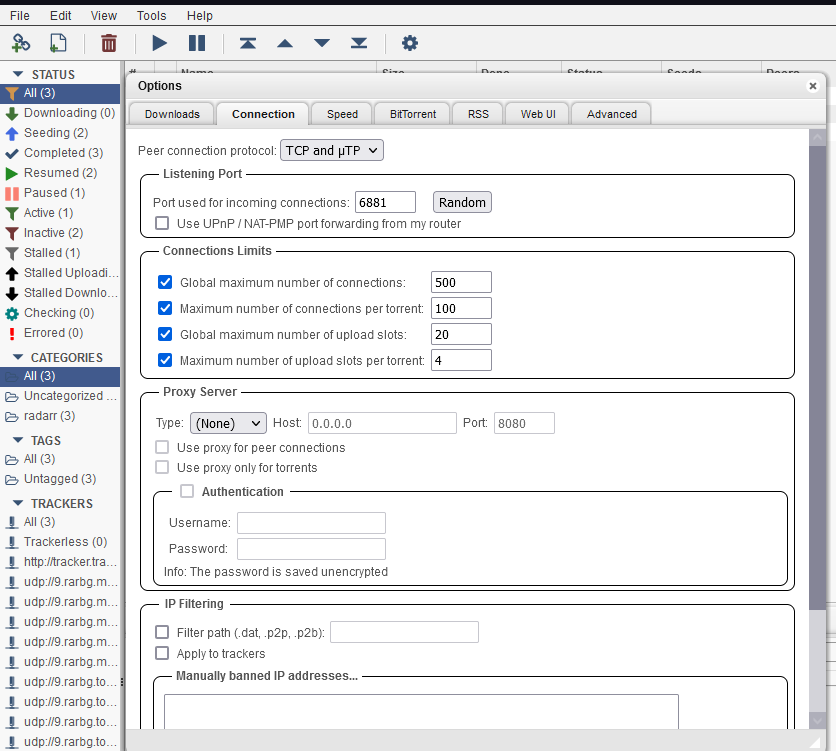 File Edit View Tools Help
# Name Size Done Status Seeds Peers
STATUS
All (3)
Downloading (0)
Seeding (2)
Completed (3)
Resumed (2)
Paused (1)
Active (1)
Inactive (2)
Stalled (1)
Stalled Uploadi...
Stalled Downlo...
Checking (0)
Errored (0)
CATEGORIES
All (3)
Uncategorized ...
radarr (3)
TAGS
All (3)
Untagged (3)
TRACKERS
All (3)
Trackerless (0)
http://tracker.tra...
udp://9.rarbg.m...
udp://9.rarbg.m...
udp://9.rarbg.m...
udp://9.rarbg.m...
udp://9.rarbg.m...
udp://9.rarbg.to...
udp://9.rarbg.to...
udp://9.rarbg.to...
udp://9.rarbg.to...
Options
Downloads Connection Speed BitTorrent RSS Web UI Advanced
Peer connection protocol: TCP and μTP
Listening Port
Port used for incoming connections: 6881 Random
Use UPnP / NAT-PMP port forwarding from my router
Connections Limits
Global maximum number of connections: 500
Maximum number of connections per torrent: 100
Global maximum number of upload slots: 20
Maximum number of upload slots per torrent: 4
Proxy Server
Type: (None) Host: 0.0.0.0 Port: 8080
Use proxy for peer connections
Use proxy only for torrents
Authentication
Username:
Password:
Info: The password is saved unencrypted
IP Filtering
Filter path (.dat, .p2p, .p2b):
Apply to trackers
Manually banned IP addresses...